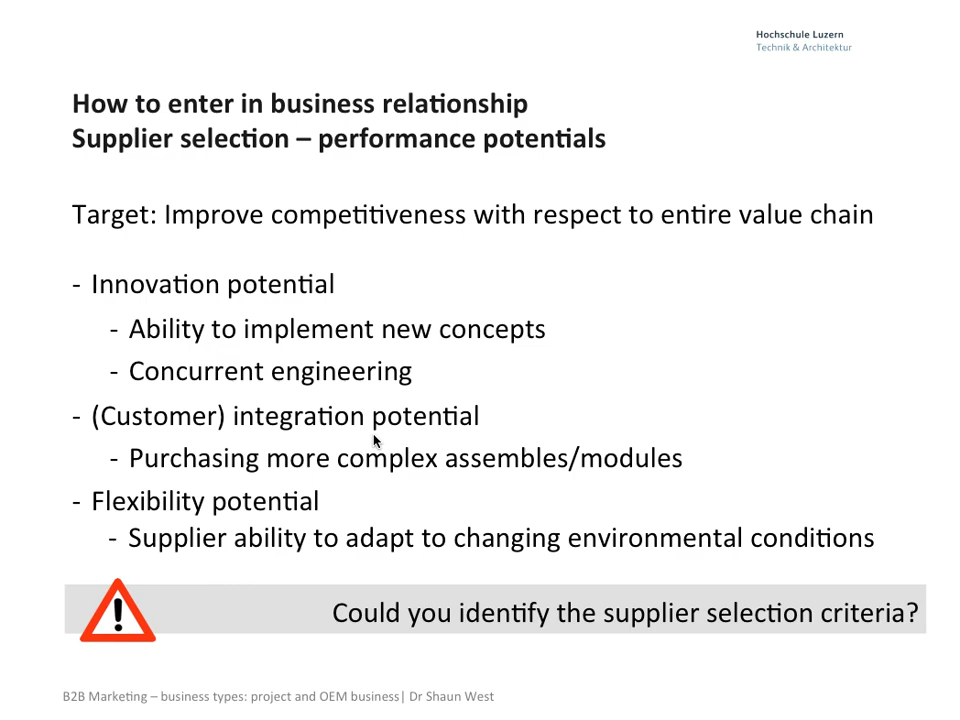 Hochschule Luzern
Technik & Architektur
How to enter in business relationship
Supplier selection – performance potentials
Target: Improve competitiveness with respect to entire value chain
- Innovation potential
- Ability to implement new concepts
- Concurrent engineering
- (Customer) integration potential
- Purchasing more complex assembles/modules
- Flexibility potential
- Supplier ability to adapt to changing environmental conditions
Could you identify the supplier selection criteria?
B2B Marketing – business types: project and OEM business| Dr Shaun West